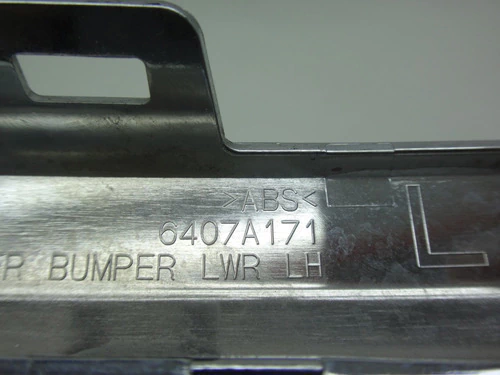 >ABS<
6407A171
BUMPER LWR LH
L